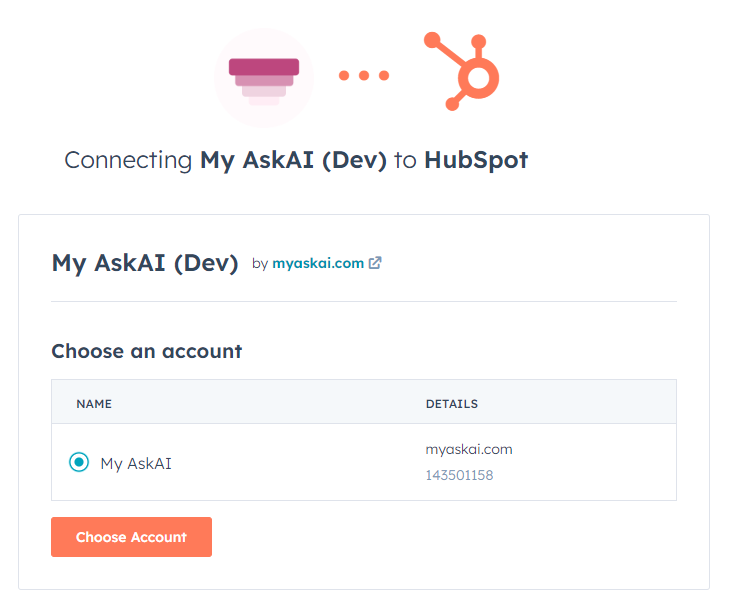 Connecting My AskAI (Dev) to HubSpot
My AskAI (Dev) by myaskai.com
Choose an account
NAME DETAILS
My AskAI myaskai.com
143501158
Choose Account